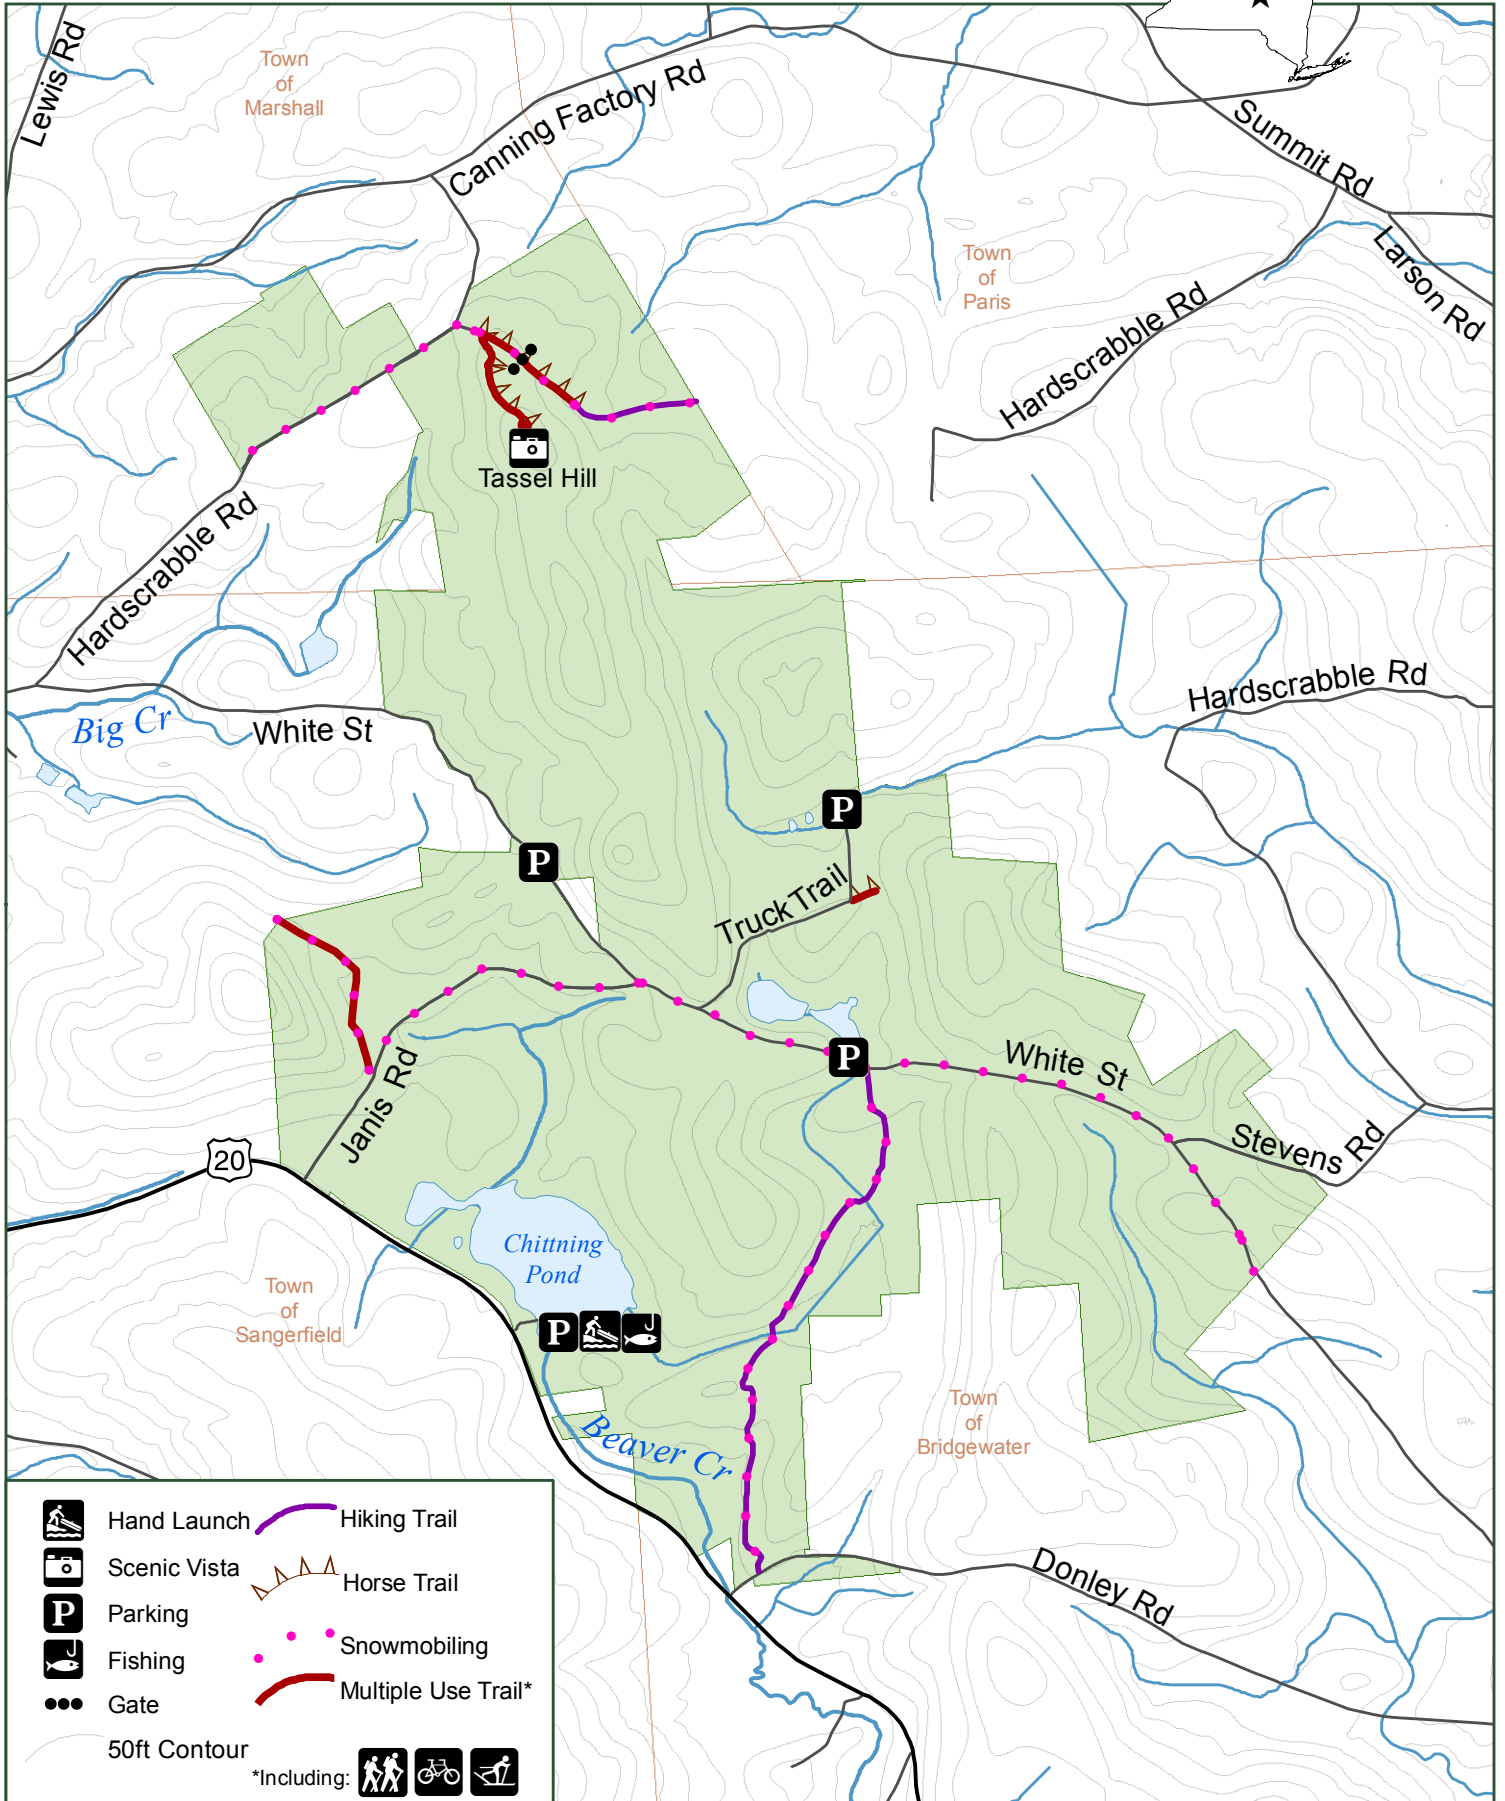 Lewis Rd
Town
of
Marshall
Canning Factory Rd
Summit Rd
Larson Rd
Town
of
Paris
Hardscrabble Rd
Tassel Hill
Hardscrabble Rd
Hardscrabble Rd
Big Cr
White St
P
P
Truck Trail
White St
P
Janis Rd
Stevens Rd
20
Chittning
Pond
Town
of
Sangerfield
P
Town
of
Bridgewater
Beaver Cr
Donley Rd
Hand Launch
Hiking Trail
Scenic Vista
Horse Trail
P
Parking
Snowmobiling
Fishing
Multiple Use Trail*
Gate
50ft Contour
*Including: